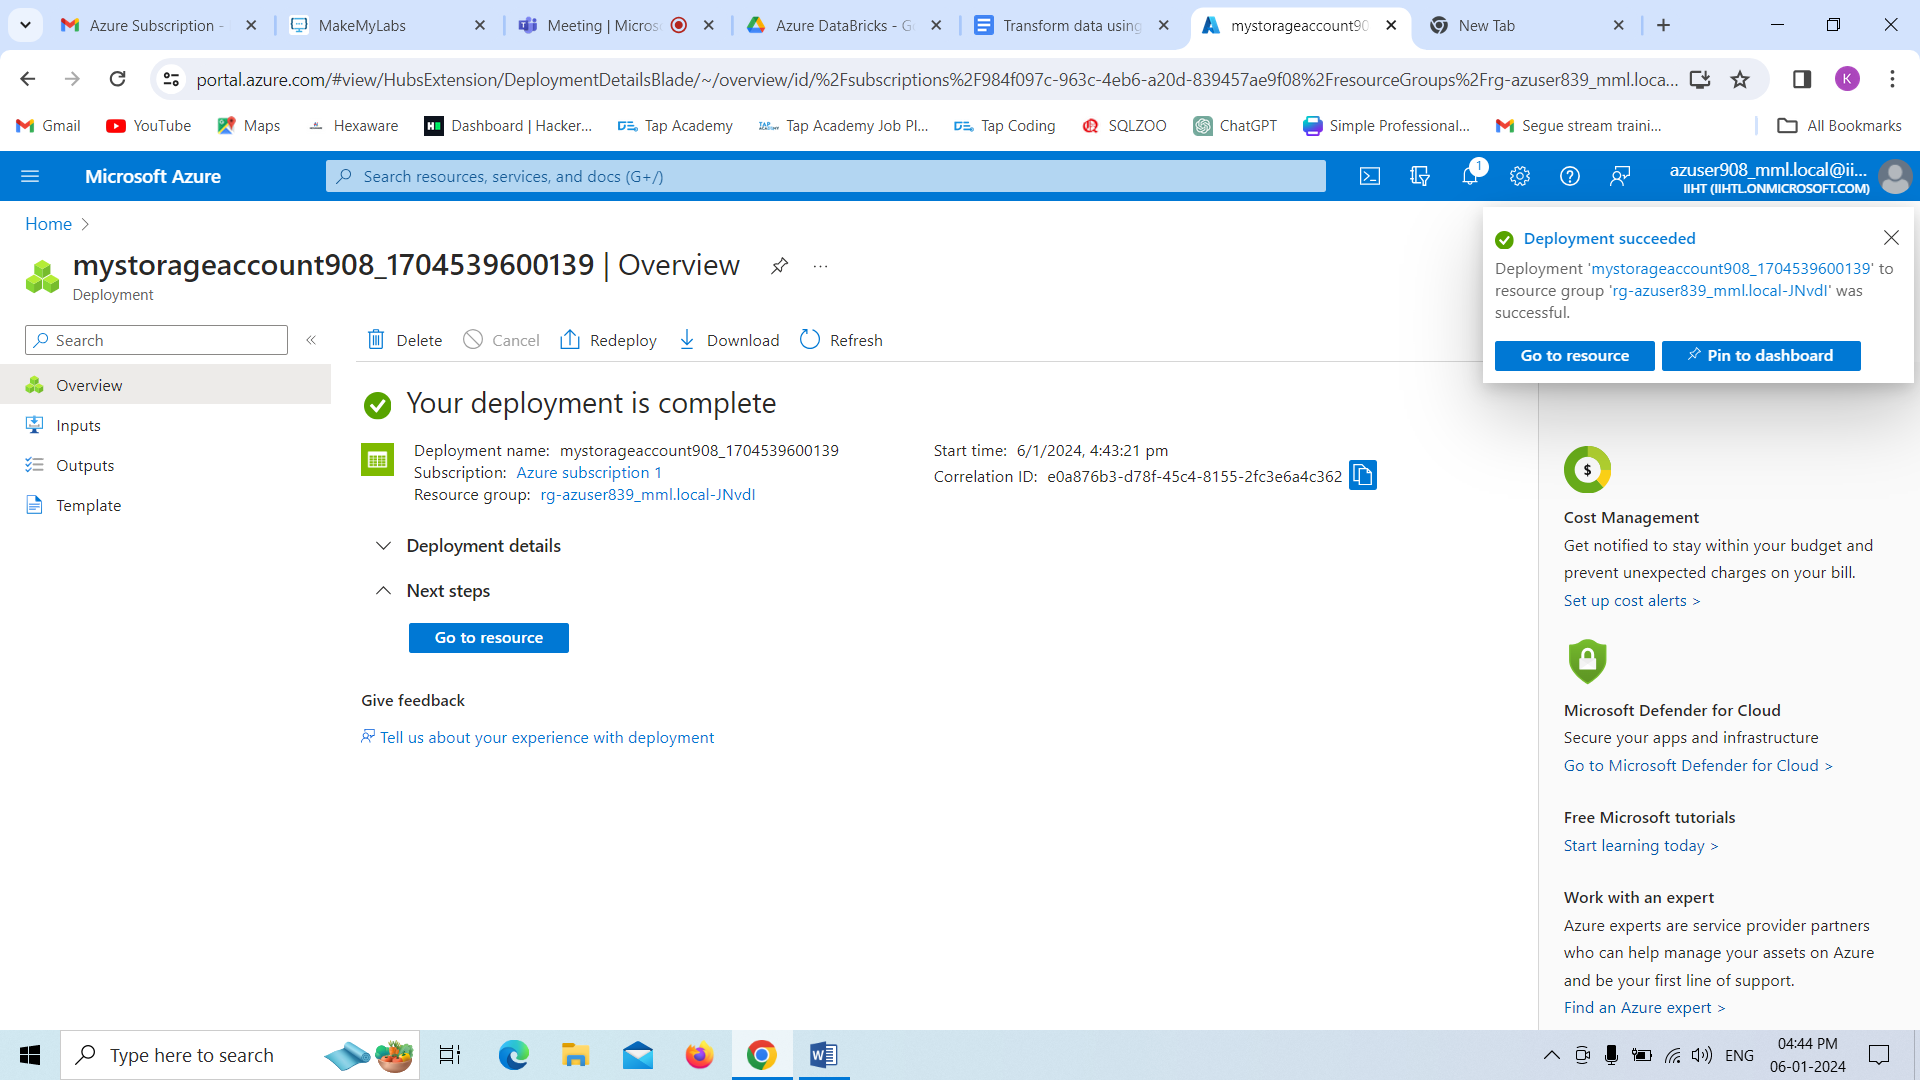 Azure Subscription -
MakeMyLabs
Meeting | Microso
Azure DataBricks - Go
Transform data using
mystorageaccount90
New Tab
portal.azure.com/#view/HubsExtension/DeploymentDetailsBlade/~/overview/id/%2Fsubscriptions%2F984f097c-963c-4eb6-a20d-839457ae9f08%2FresourceGroups%2Frg-azuser839_mml.loca...
K
Gmail
YouTube
Maps
Hexaware
Dashboard | Hacker...
Tap Academy
Tap Academy Job Pl...
Tap Coding
SQLZOO
ChatGPT
Simple Professional...
Segue stream traini...
All Bookmarks
Microsoft Azure
Search resources, services, and docs (G+/)
1
azuser908_mml.local@ii...
IIHT (IIHTL.ONMICROSOFT.COM)
Home
mystorageaccount908_1704539600139 | Overview
Deployment
Deployment succeeded
Deployment 'mystorageaccount908_1704539600139' to
resource group 'rg-azuser839_mml.local-JNvdI' was
successful.
Go to resource
Pin to dashboard
Search
Overview
Inputs
Outputs
Template
Delete
Cancel
Redeploy
Download
Refresh
Your deployment is complete
Deployment name: mystorageaccount908_1704539600139
Subscription: Azure subscription 1
Resource group: rg-azuser839_mml.local-JNvdI
Start time: 6/1/2024, 4:43:21 pm
Correlation ID: e0a876b3-d78f-45c4-8155-2fc3e6a4c362
Deployment details
Next steps
Go to resource
Give feedback
Tell us about your experience with deployment
$
Cost Management
Get notified to stay within your budget and
prevent unexpected charges on your bill.
Set up cost alerts >
Microsoft Defender for Cloud
Secure your apps and infrastructure
Go to Microsoft Defender for Cloud >
Free Microsoft tutorials
Start learning today >
Work with an expert
Azure experts are service provider partners
who can help manage your assets on Azure
and be your first line of support.
Find an Azure expert >
Type here to search
ENG
04:44 PM
06-01-2024